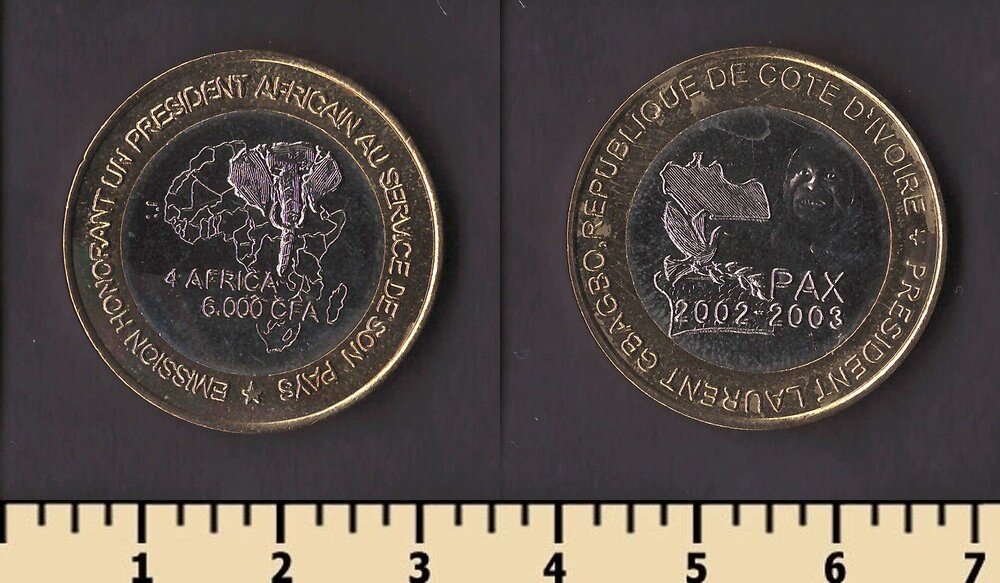 EMISSION HONORANT UN PRESIDENT AFRICAIN AU SERVICE DE SON PAYS
4 AFRICA
6.000 CFA
REPUBLIQUE DE COTE D'IVOIRE + PRESIDENT LAURENT GBAGBO.
PAX
2002-2003
1 2 3 4 5 6 7